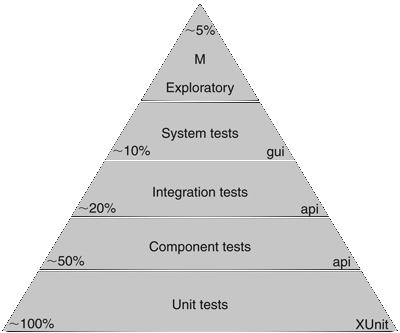 ~5%
M
Exploratory
System tests
~10% gui
Integration tests
~20% api
Component tests
~50% api
Unit tests
~100% XUnit